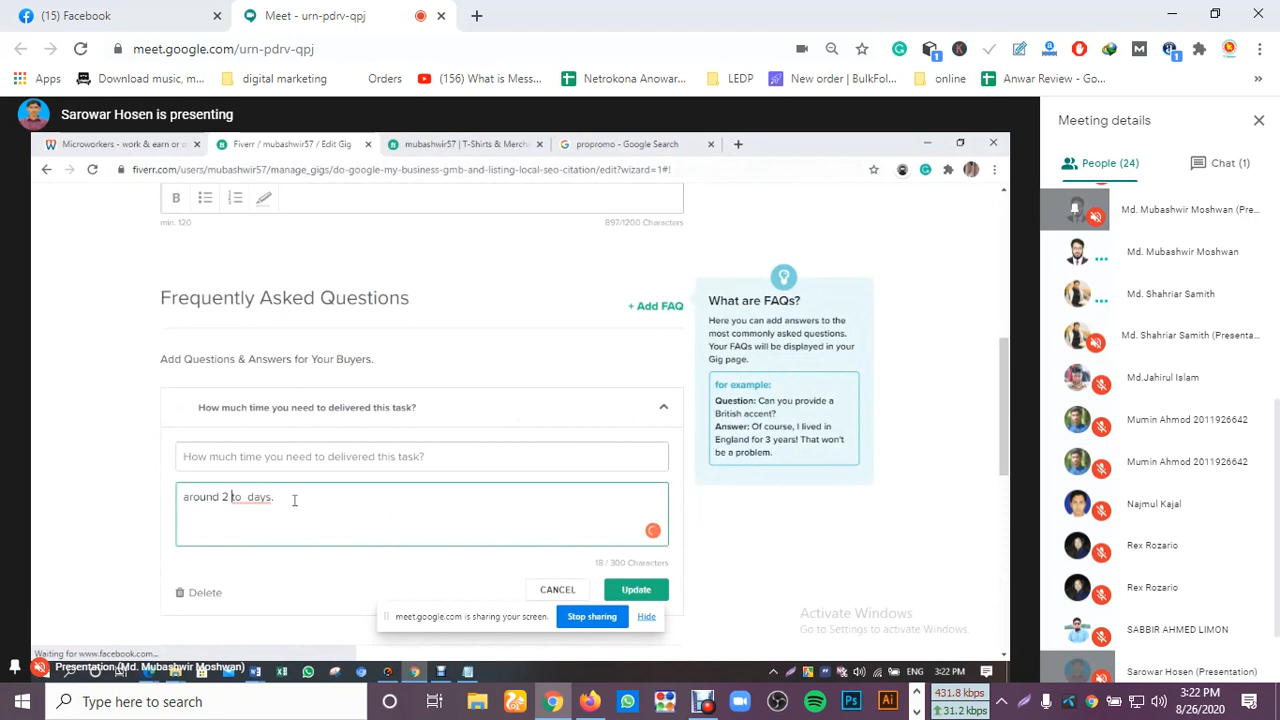 (15) Facebook
Meet - urn-pdrv-qpj
meet.google.com/urn-pdrv-qpj
Apps
Download music, m...
digital marketing
Orders
(156) What is Mess...
Netrokona Anowar...
LEDP
New order | BulkFol...
online
Anwar Review - Go...
»
Sarowar Hosen is presenting
Microworkers - work & earn or o
Fiverr / mubashwir57 / Edit Gig
mubashwir57 | T-Shirts & Merch
propromo - Google Search
fiverr.com/users/mubashwir57/manage_gigs/do-google-my-business-gmb-and-listing-local-seo-citation/edit?wizard=1#!
B
min. 120
897/1200 Characters
Frequently Asked Questions
+ Add FAQ
Add Questions & Answers for Your Buyers.
How much time you need to delivered this task?
How much time you need to delivered this task?
around 2 to days.
18 / 300 Characters
Delete
CANCEL
Update
What are FAQs?
Here you can add answers to the
most commonly asked questions.
Your FAQs will be displayed in your
Gig page.
for example:
Question: Can you provide a
British accent?
Answer: Of course, I lived in
England for 3 years! That won't
be a problem.
meet.google.com is sharing your screen.
Stop sharing
Hide
Activate Windows
Go to Settings to activate Windows.
Waiting for www.facebook.com...
Presentation (Md. Mubashwir Moshwan)
ENG
3:22 PM
Meeting details
People (24)
Chat (1)
Md. Mubashwir Moshwan (Pre...
Md. Mubashwir Moshwan
Md. Shahriar Samith
Md. Shahriar Samith (Presenta...
Md.Jahirul Islam
Mumin Ahmod 2011926642
Mumin Ahmod 2011926642
Najmul Kajal
Rex Rozario
Rex Rozario
SABBIR AHMED LIMON
Sarowar Hosen (Presentation)
Type here to search
431.8 kbps
31.2 kbps
3:22 PM
8/26/2020